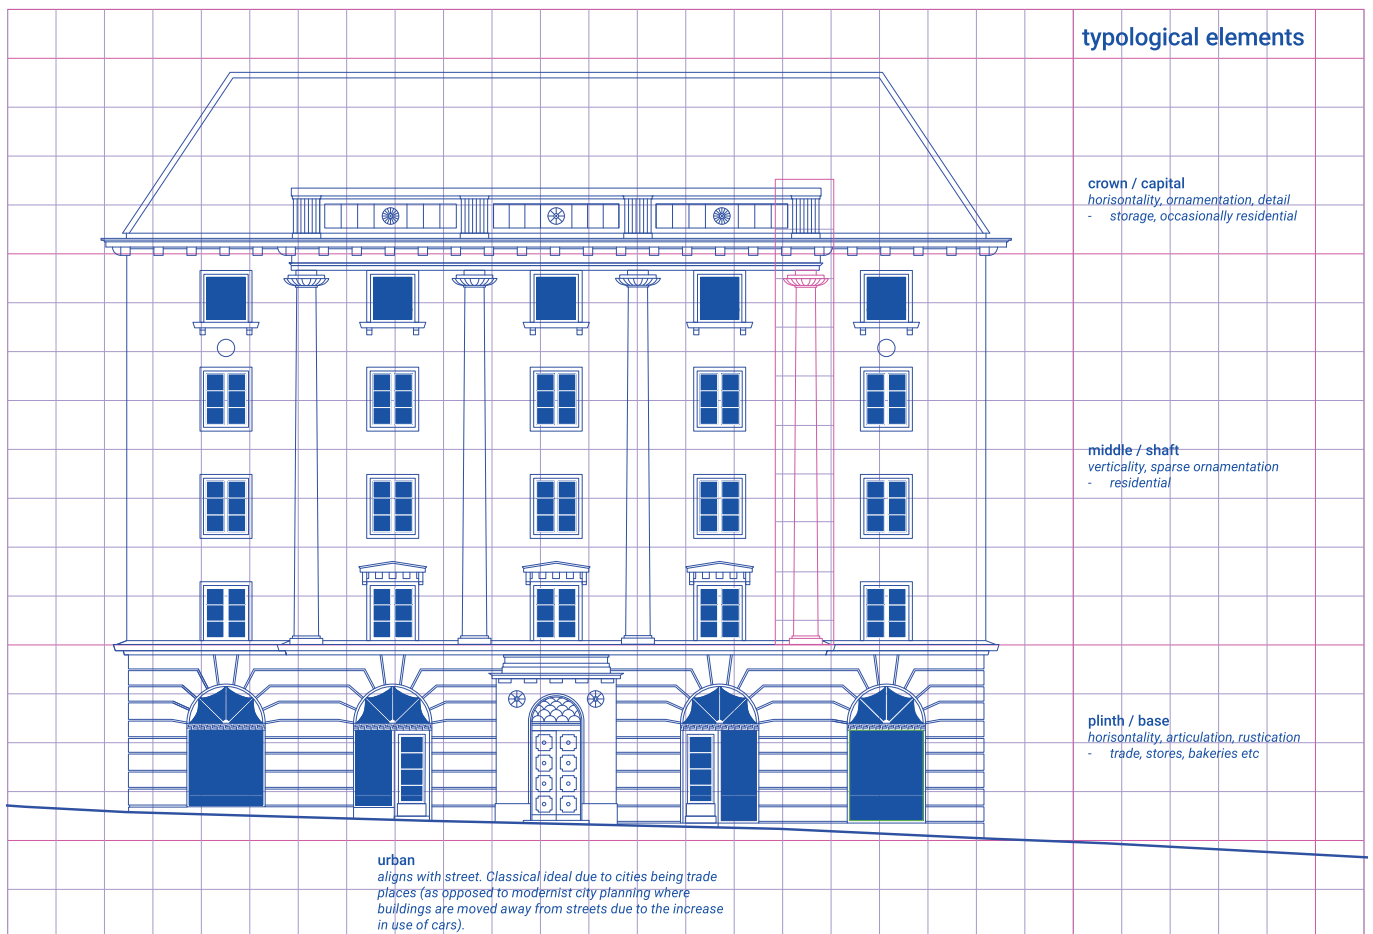 typological elements
crown / capital
horisontality, ornamentation, detail
- storage, occasionally residential
middle / shaft
verticality, sparse ornamentation
- residential
plinth / base
horisontality, articulation, rustication
- trade, stores, bakeries etc
urban
aligns with street. Classical ideal due to cities being trade
places (as opposed to modernist city planning where
buildings are moved away from streets due to the increase
in use of cars).